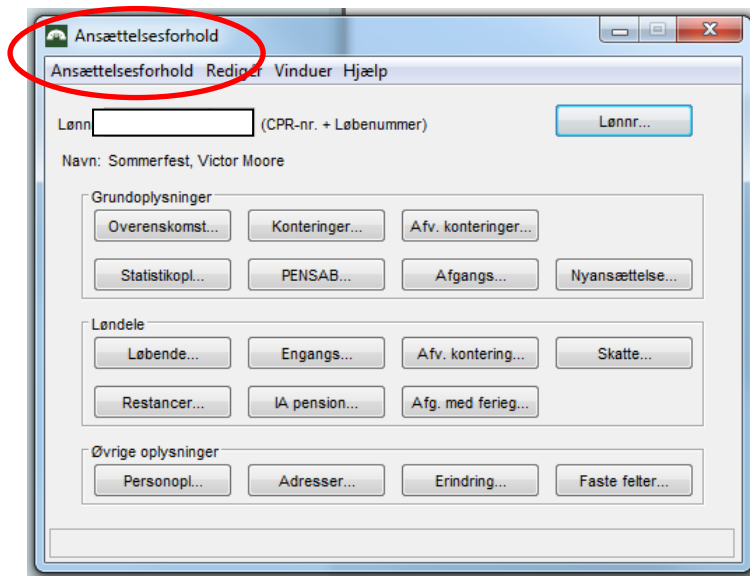 Ansættelsesforhold
Ansættelsesforhold Redigér Vinduer Hjælp
Lønn (CPR-nr. + Løbenummer) Lønnr...
Navn: Sommerfest, Victor Moore
Grundoplysninger
Overenskomst... Konteringer... Afv. konteringer...
Statistikopl... PENSAB... Afgangs... Nyansættelse...
Løndele
Løbende... Engangs... Afv. kontering... Skatte...
Restancer... IA pension... Afg. med ferieg...
Øvrige oplysninger
Personopl... Adresser... Erindring... Faste felter...